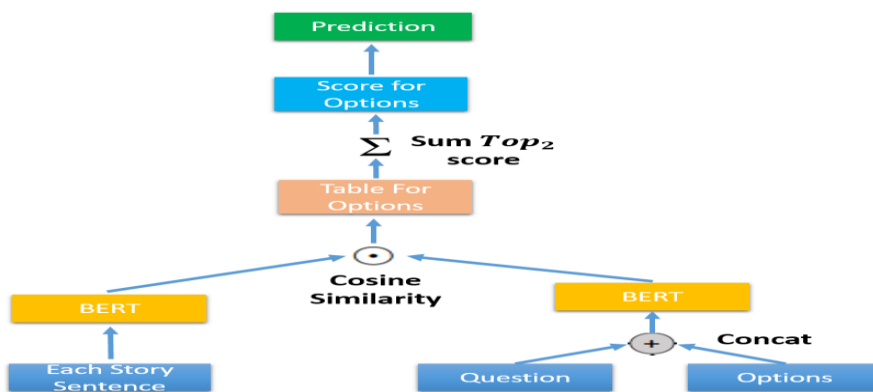 Prediction
Score for
Options
∑ Sum Top₂
score
Table For
Options
Cosine
Similarity
BERT
BERT
+ Concat
Each Story
Sentence
Question
Options